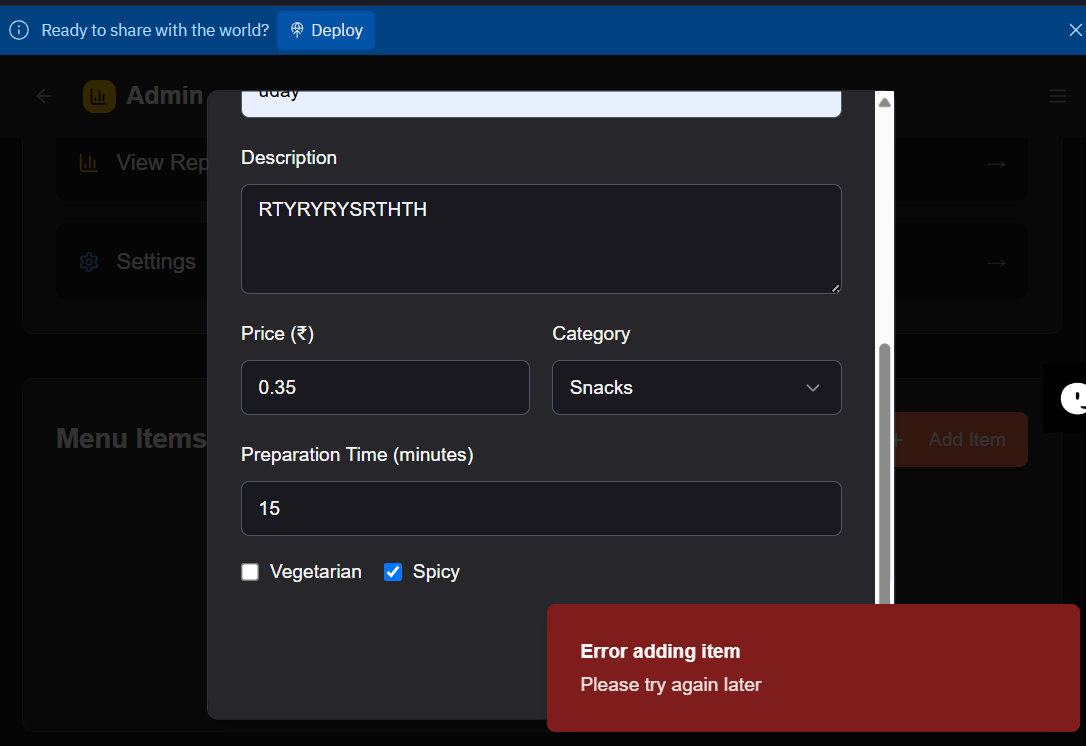 Ready to share with the world? Deploy
Admin
uday
View Rep
Description
RTYRYRYSRTHTH
Settings
Price (₹) Category
0.35 Snacks
Menu Items
Add Item
Preparation Time (minutes)
15
Vegetarian Spicy
Error adding item
Please try again later